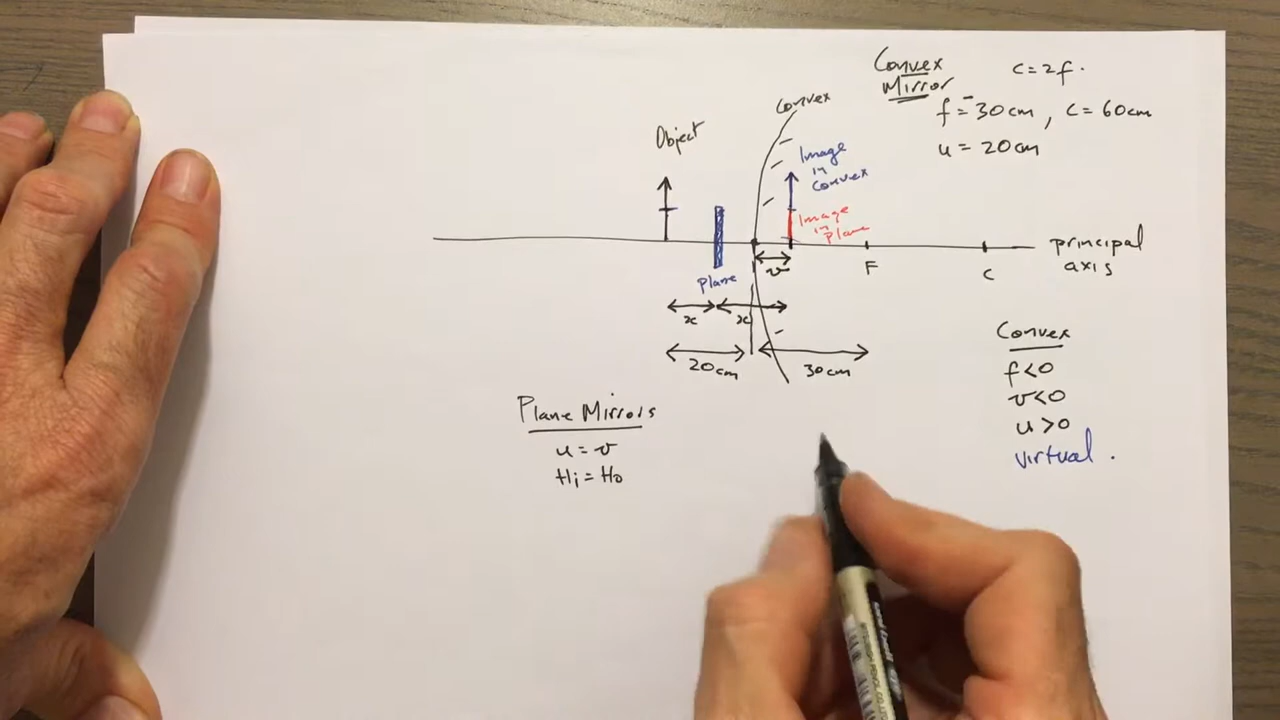 Convex
Mirror
c = 2f.
f = -30cm, c = 60cm
u = 20cm
Convex
Object
Image
in
Convex
Image
in Plane
principal
axis
v
F
C
Plane
x
x
20cm
30cm
Convex
f<0
v<0
u>0
virtual.
Plane Mirrors
u = v
Hi = Ho